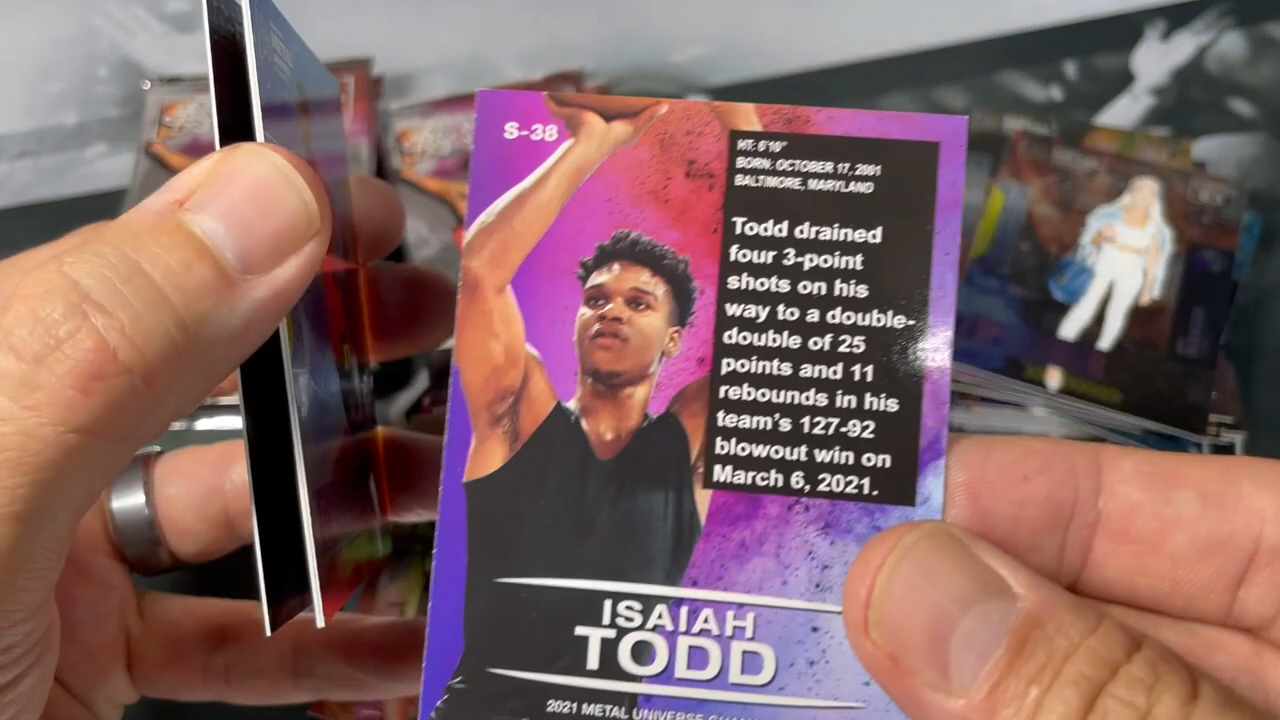 S-38
HT: 6'10"
BORN: OCTOBER 17, 2001
BALTIMORE, MARYLAND
Todd drained
four 3-point
shots on his
way to a double-
double of 25
points and 11
rebounds in his
team's 127-92
blowout win on
March 6, 2021.
ISAIAH
TODD
2021 METAL UNIVERSE